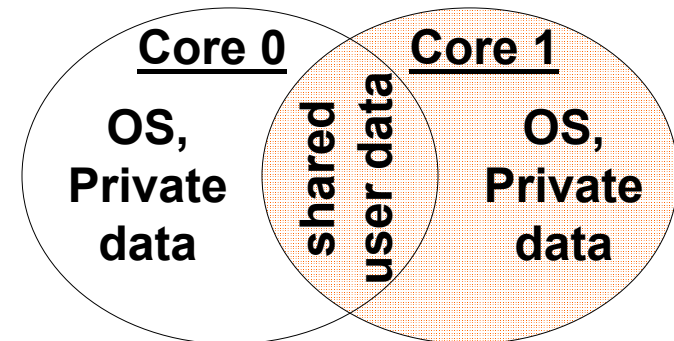 Core 0
OS,
Private
data
shared
user data
Core 1
OS,
Private
data